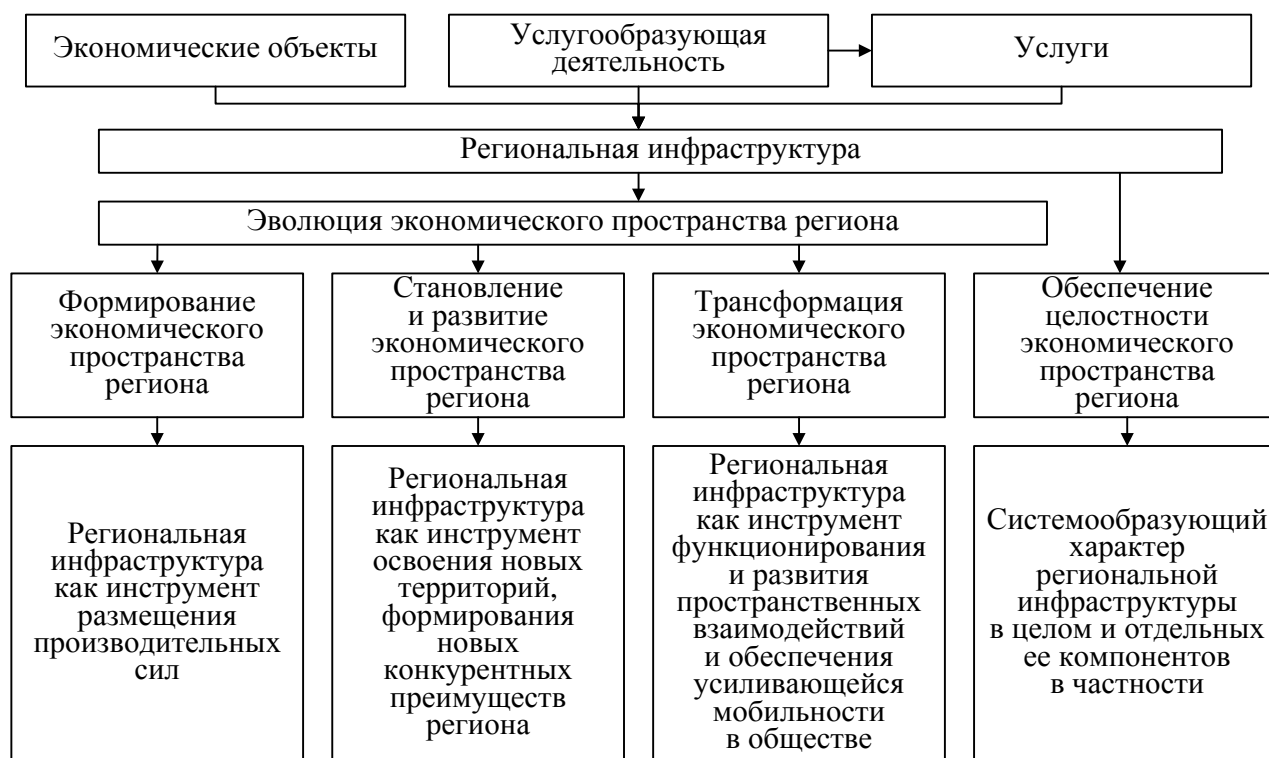 Экономические объекты
Услугообразующая
деятельность
Услуги
Региональная инфраструктура
Эволюция экономического пространства региона
Формирование
экономического
пространства
региона
Становление
и развитие
экономического
пространства
региона
Трансформация
экономического
пространства
региона
Обеспечение
целостности
экономического
пространства
региона
Региональная
инфраструктура
как инструмент
размещения
производительных
сил
Региональная
инфраструктура
как инструмент
освоения новых
территорий,
формирования
новых
конкурентных
преимуществ
региона
Региональная
инфраструктура
как инструмент
функционирования
и развития
пространственных
взаимодействий
и обеспечения
усиливающейся
мобильности
в обществе
Системообразующий
характер
региональной
инфраструктуры
в целом и отдельных
ее компонентов
в частности